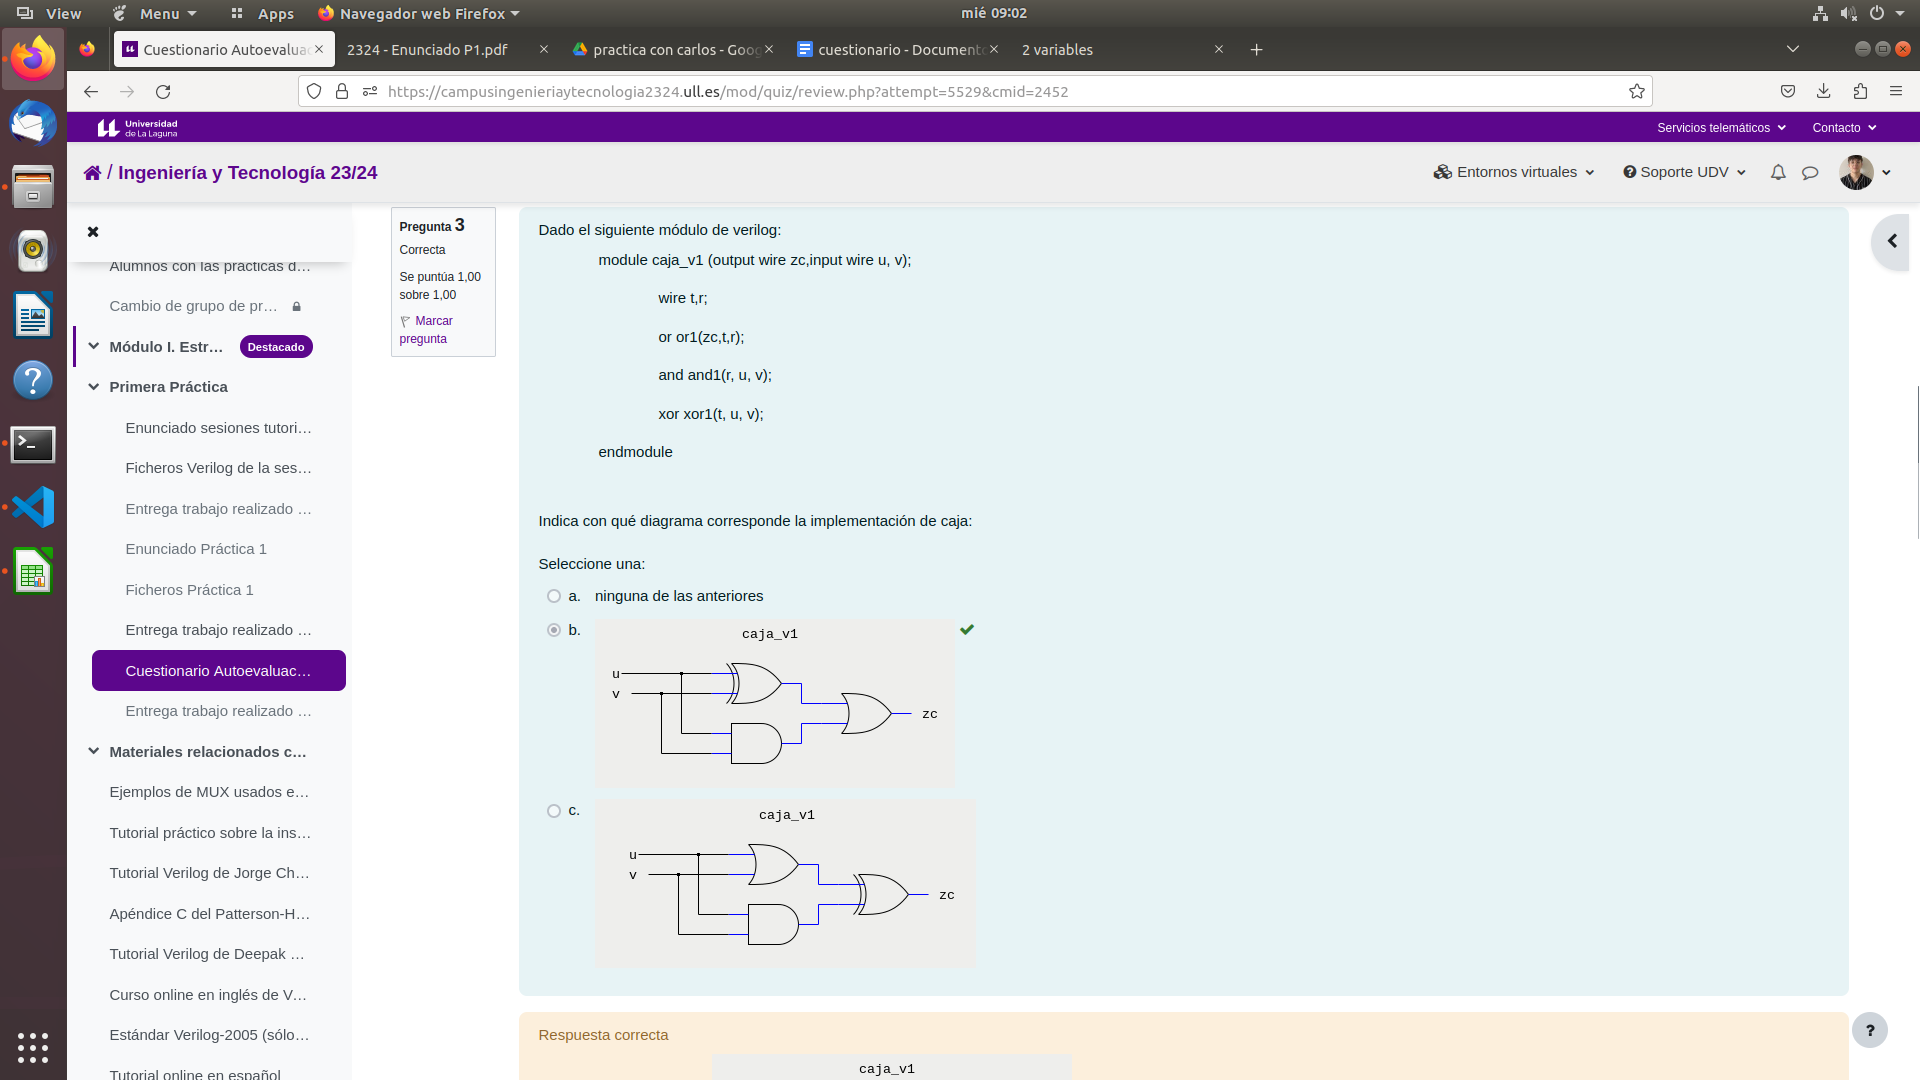 View
Menu
Apps
Navegador web Firefox
mié 09:02
Cuestionario Autoevalua
2324 - Enunciado P1.pdf
practica con carlos - Goog
cuestionario - Document
2 variables
https://campusingenieriaytecnologia2324.ull.es/mod/quiz/review.php?attempt=5529&cmid=2452
Universidad
de La Laguna
Servicios telemáticos
Contacto
/ Ingeniería y Tecnología 23/24
Entornos virtuales
Soporte UDV
Alumnos con las prácticas d...
Cambio de grupo de pr...
Módulo I. Estr...
Destacado
Primera Práctica
Enunciado sesiones tutori...
Ficheros Verilog de la ses...
Entrega trabajo realizado ...
Enunciado Práctica 1
Ficheros Práctica 1
Entrega trabajo realizado ...
Cuestionario Autoevaluac...
Entrega trabajo realizado ...
Materiales relacionados c...
Ejemplos de MUX usados e...
Tutorial práctico sobre la ins...
Tutorial Verilog de Jorge Ch...
Apéndice C del Patterson-H...
Tutorial Verilog de Deepak ...
Curso online en inglés de V...
Estándar Verilog-2005 (sólo...
Tutorial online en español
Pregunta 3
Correcta
Se puntúa 1,00
sobre 1,00
Marcar
pregunta
Dado el siguiente módulo de verilog:
module caja_v1 (output wire zc,input wire u, v);
wire t,r;
or or1(zc,t,r);
and and1(r, u, v);
xor xor1(t, u, v);
endmodule
Indica con qué diagrama corresponde la implementación de caja:
Seleccione una:
a. ninguna de las anteriores
b.
caja_v1
u
v
zc
c.
caja_v1
u
v
zc
Respuesta correcta
caja_v1
?